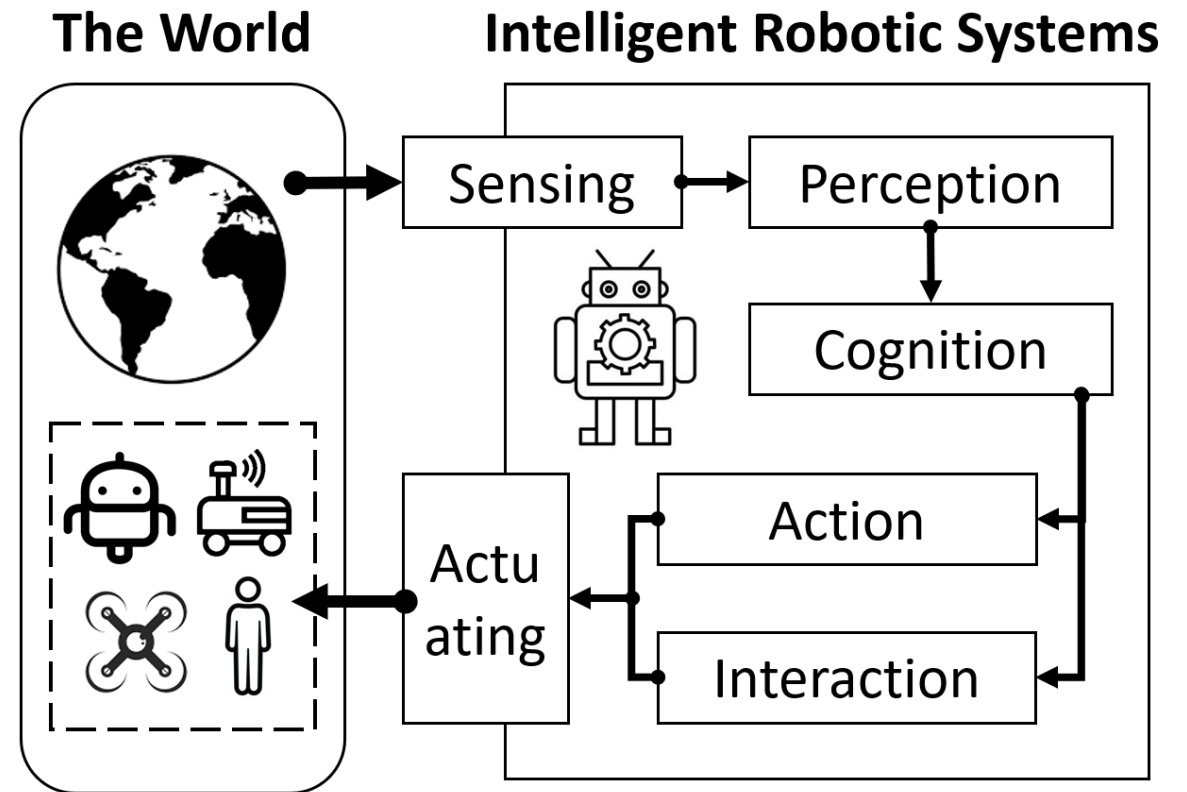 The World
Intelligent Robotic Systems
Sensing
Perception
Cognition
Action
Actu
ating
Interaction